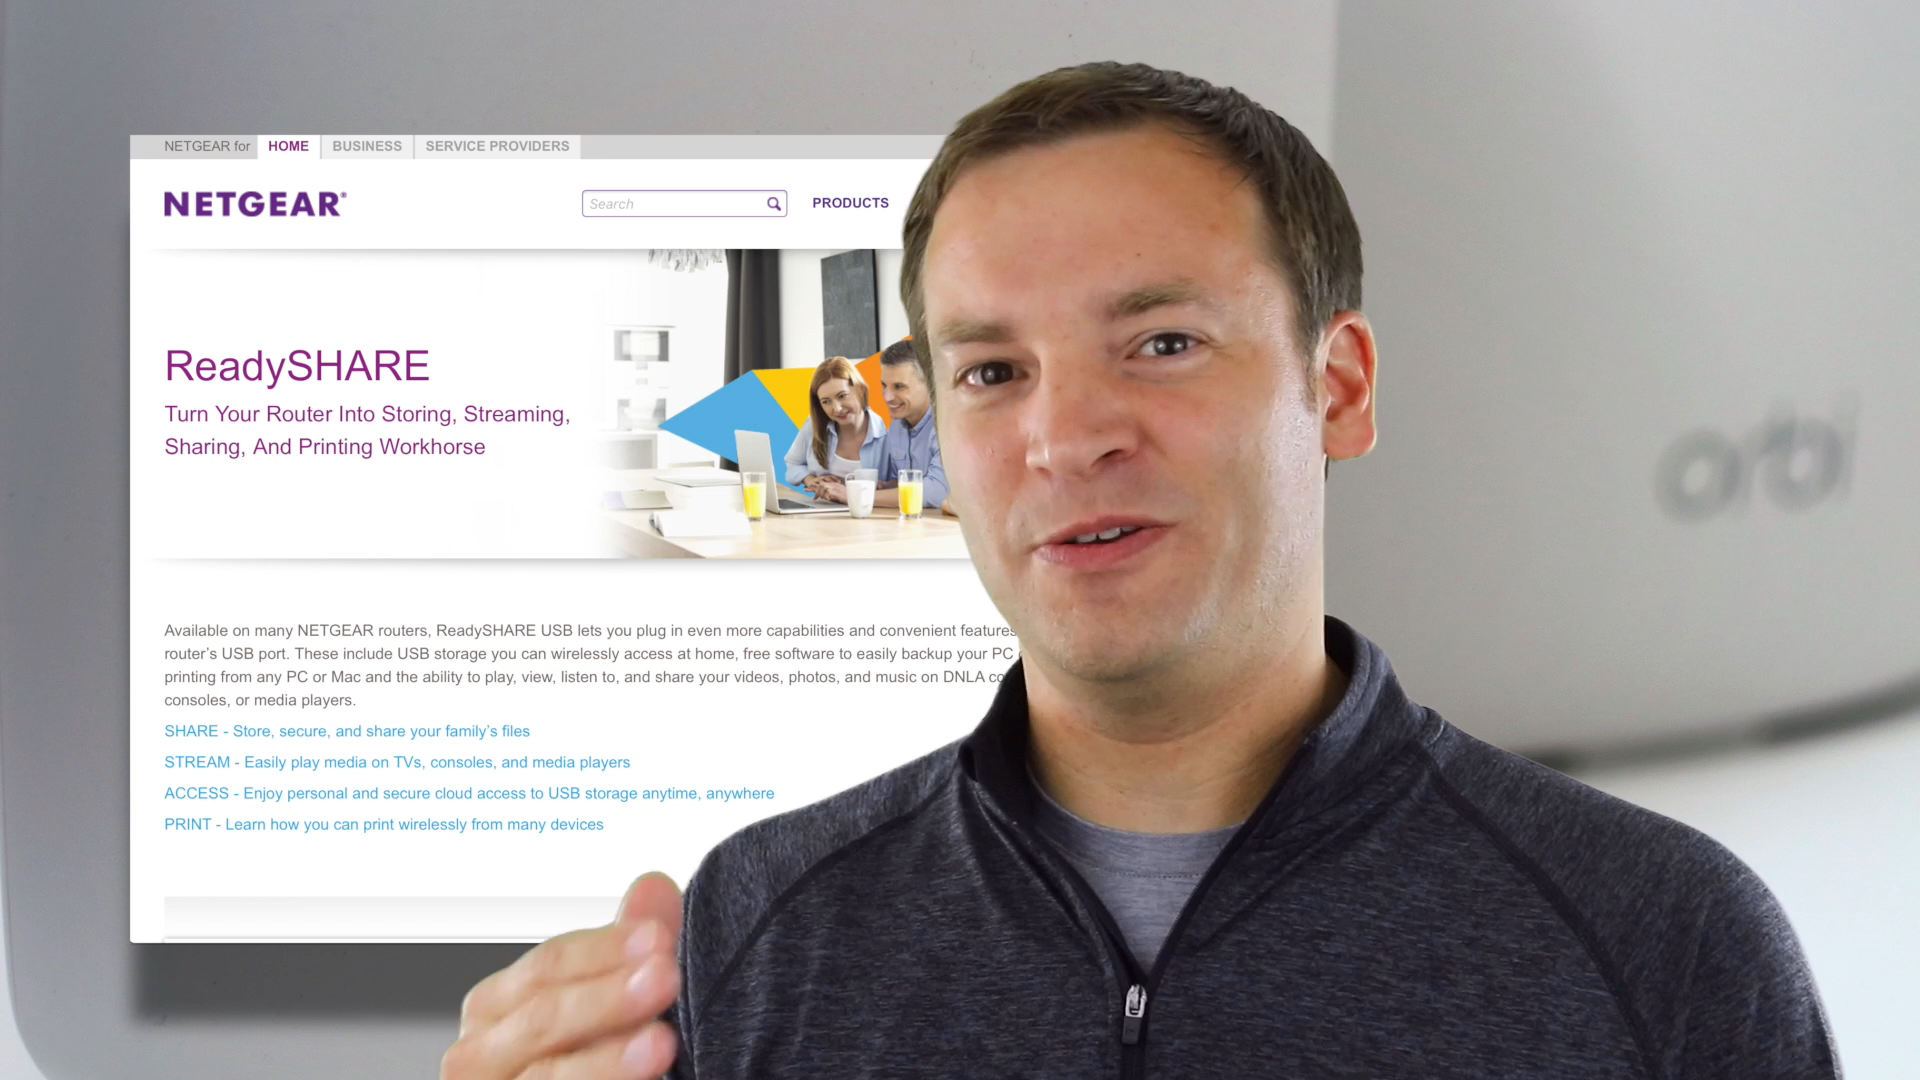 NETGEAR for HOME BUSINESS SERVICE PROVIDERS
NETGEAR®
Search PRODUCTS
ReadySHARE
Turn Your Router Into Storing, Streaming,
Sharing, And Printing Workhorse
Available on many NETGEAR routers, ReadySHARE USB lets you plug in even more capabilities and convenient features
router’s USB port. These include USB storage you can wirelessly access at home, free software to easily backup your PC
printing from any PC or Mac and the ability to play, view, listen to, and share your videos, photos, and music on DNLA co
consoles, or media players.
SHARE - Store, secure, and share your family’s files
STREAM - Easily play media on TVs, consoles, and media players
ACCESS - Enjoy personal and secure cloud access to USB storage anytime, anywhere
PRINT - Learn how you can print wirelessly from many devices
orbi